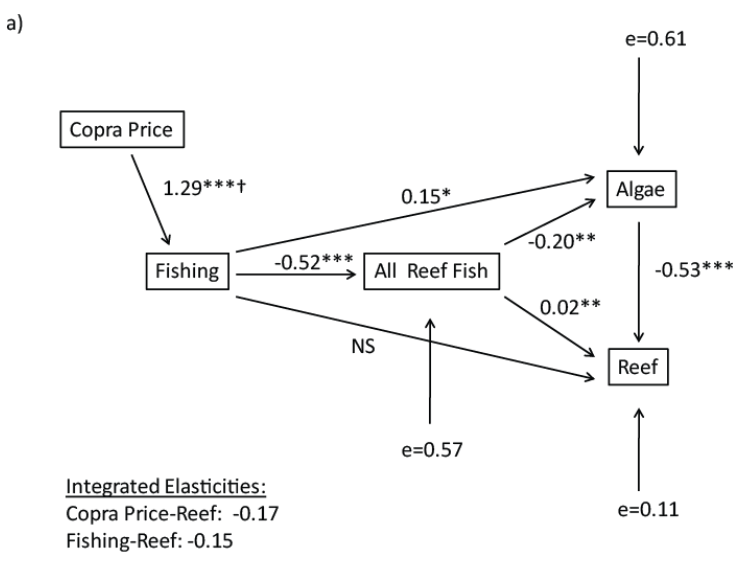 a)
e=0.61
Copra Price
1.29***†
0.15*
Algae
-0.20**
Fishing
-0.52***
All Reef Fish
-0.53***
0.02**
NS
Reef
e=0.57
Integrated Elasticities:
Copra Price-Reef: -0.17
e=0.11
Fishing-Reef: -0.15